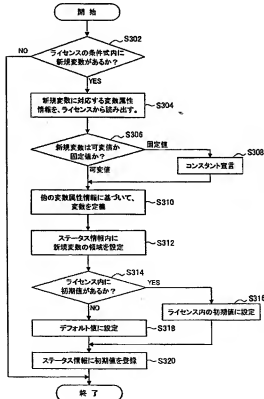 開 始
S302
ライセンスの条件式内に
新規変数があるか？
NO
YES
S304
新規変数に対応する変数属性
情報を、ライセンスから読み出す。
S306
新規変数は可変値か
固定値か？
固定値
S308
コンスタント宣言
可変値
他の変数属性情報に基づいて、
変数を定義
S310
ステータス情報内に
新規変数の領域を設定
S312
S314
ライセンス内に
初期値があるか？
YES
S316
ライセンス内の初期値に設定
NO
デフォルト値に設定
S318
ステータス情報に初期値を登録
S320
終 了